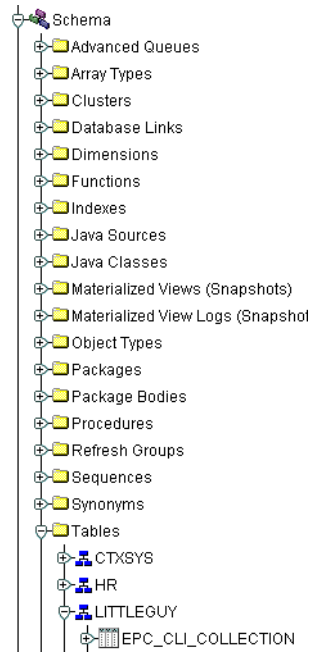 Schema
Advanced Queues
Array Types
Clusters
Database Links
Dimensions
Functions
Indexes
Java Sources
Java Classes
Materialized Views (Snapshots)
Materialized View Logs (Snapshot
Object Types
Packages
Package Bodies
Procedures
Refresh Groups
Sequences
Synonyms
Tables
CTXSYS
HR
LITTLEGUY
EPC_CLI_COLLECTION